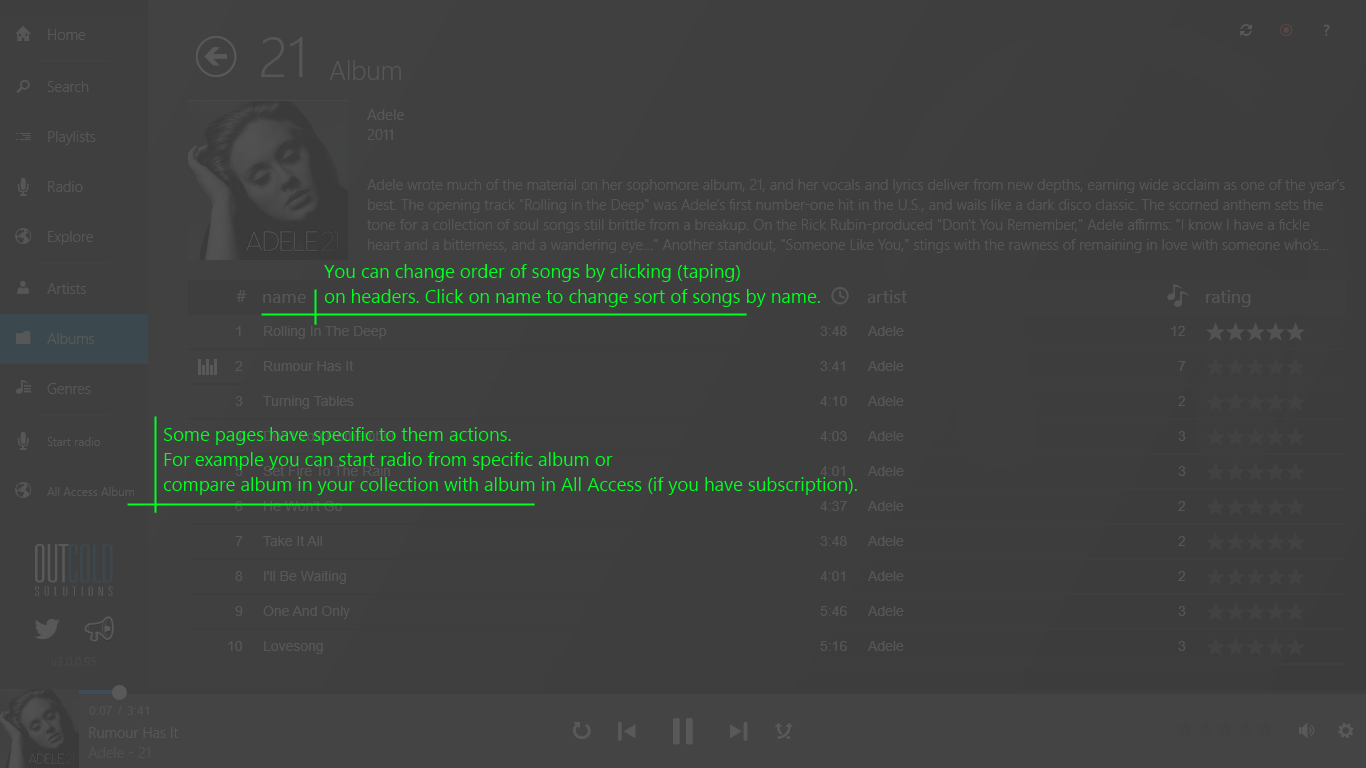 Home
Search
Playlists
Radio
Explore
Artists
Albums
Genres
Start radio
All Access Album
OUTCOLD
SOLUTIONS
v3.0.0.95
?
21 Album
ADELE 21
Adele
2011
Adele wrote much of the material on her sophomore album, 21, and her vocals and lyrics deliver from new depths, earning wide acclaim as one of the year's
best. The opening track "Rolling in the Deep" was Adele's first number-one hit in the U.S., and wails like a dark disco classic. The scorned anthem sets the
tone for a collection of soul songs still brittle from a breakup. On the Rick Rubin-produced "Don't You Remember," Adele affirms: "I know I have a fickle
heart and a bitterness, and a wandering eye..." Another standout, "Someone Like You," stings with the rawness of remaining in love with someone who's...
You can change order of songs by clicking (taping)
on headers. Click on name to change sort of songs by name.
# name artist rating
1 Rolling In The Deep 3:48 Adele 12
2 Rumour Has It 3:41 Adele 7
3 Turning Tables 4:10 Adele 2
4:03 Adele 3
Some pages have specific to them actions.
For example you can start radio from specific album or
compare album in your collection with album in All Access (if you have subscription).
5 Set Fire To The Rain 4:01 Adele 3
6 He Won't Go 4:37 Adele 2
7 Take It All 3:48 Adele 2
8 I'll Be Waiting 4:01 Adele 2
9 One And Only 5:46 Adele 3
10 Lovesong 5:16 Adele 3
ADELE 21
0:07 / 3:41
Rumour Has It
Adele - 21